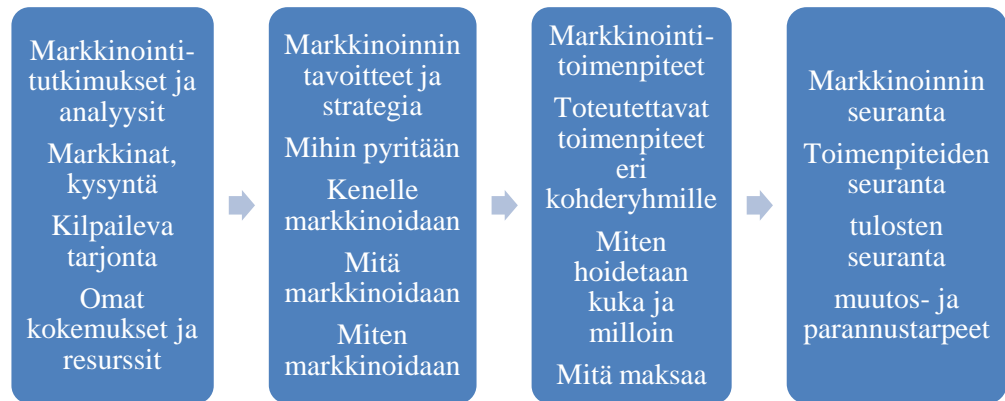 Markkinointi-
tutkimukset ja
analyysit
Markkinat,
kysyntä
Kilpaileva
tarjonta
Omat
kokemukset ja
resurssit
Markkinoinnin
tavoitteet ja
strategia
Mihin pyritään
Kenelle
markkinoidaan
Mitä
markkinoidaan
Miten
markkinoidaan
Markkinointi-
toimenpiteet
Toteutettavat
toimenpiteet
eri
kohderyhmille
Miten
hoidetaan
kuka ja
milloin
Mitä maksaa
Markkinoinnin
seuranta
Toimenpiteiden
seuranta
tulosten
seuranta
muutos- ja
parannustarpeet